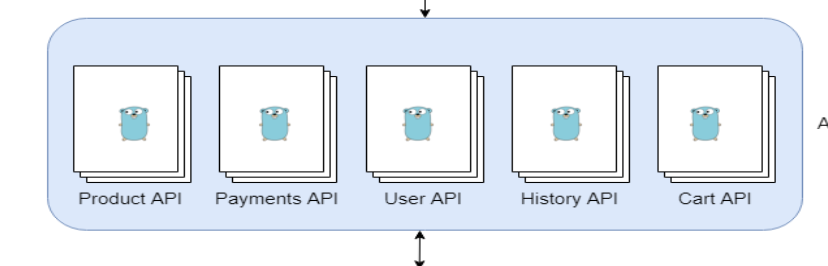 Product API
Payments API
User API
History API
Cart API